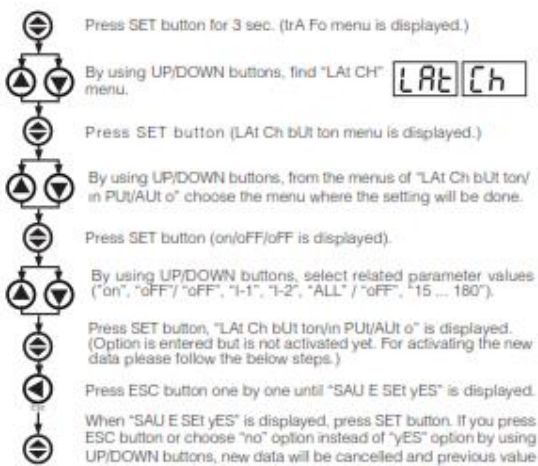 Press SET button for 3 sec. (trA Fo menu is displayed.)
By using UP/DOWN buttons, find "LAt CH"
menu.
LAt Ch
Press SET button (LAt Ch bUt ton menu is displayed.)
By using UP/DOWN buttons, from the menus of "LAt Ch bUt ton/
ın PUt/AUt o" choose the menu where the setting will be done.
Press SET button (on/oFF/oFF is displayed).
By using UP/DOWN buttons, select related parameter values
("on", "oFF"/ "oFF", "I-1", "I-2", "ALL" / "oFF", "15 ... 180").
Press SET button, "LAt Ch bUt ton/ın PUt/AUt o" is displayed.
(Option is entered but is not activated yet. For activating the new
data please follow the below steps.)
Press ESC button one by one until "SAU E SEt yES" is displayed.
When "SAU E SEt yES" is displayed, press SET button. If you press
ESC button or choose "no" option instead of "yES" option by using
UP/DOWN buttons, new data will be cancelled and previous value